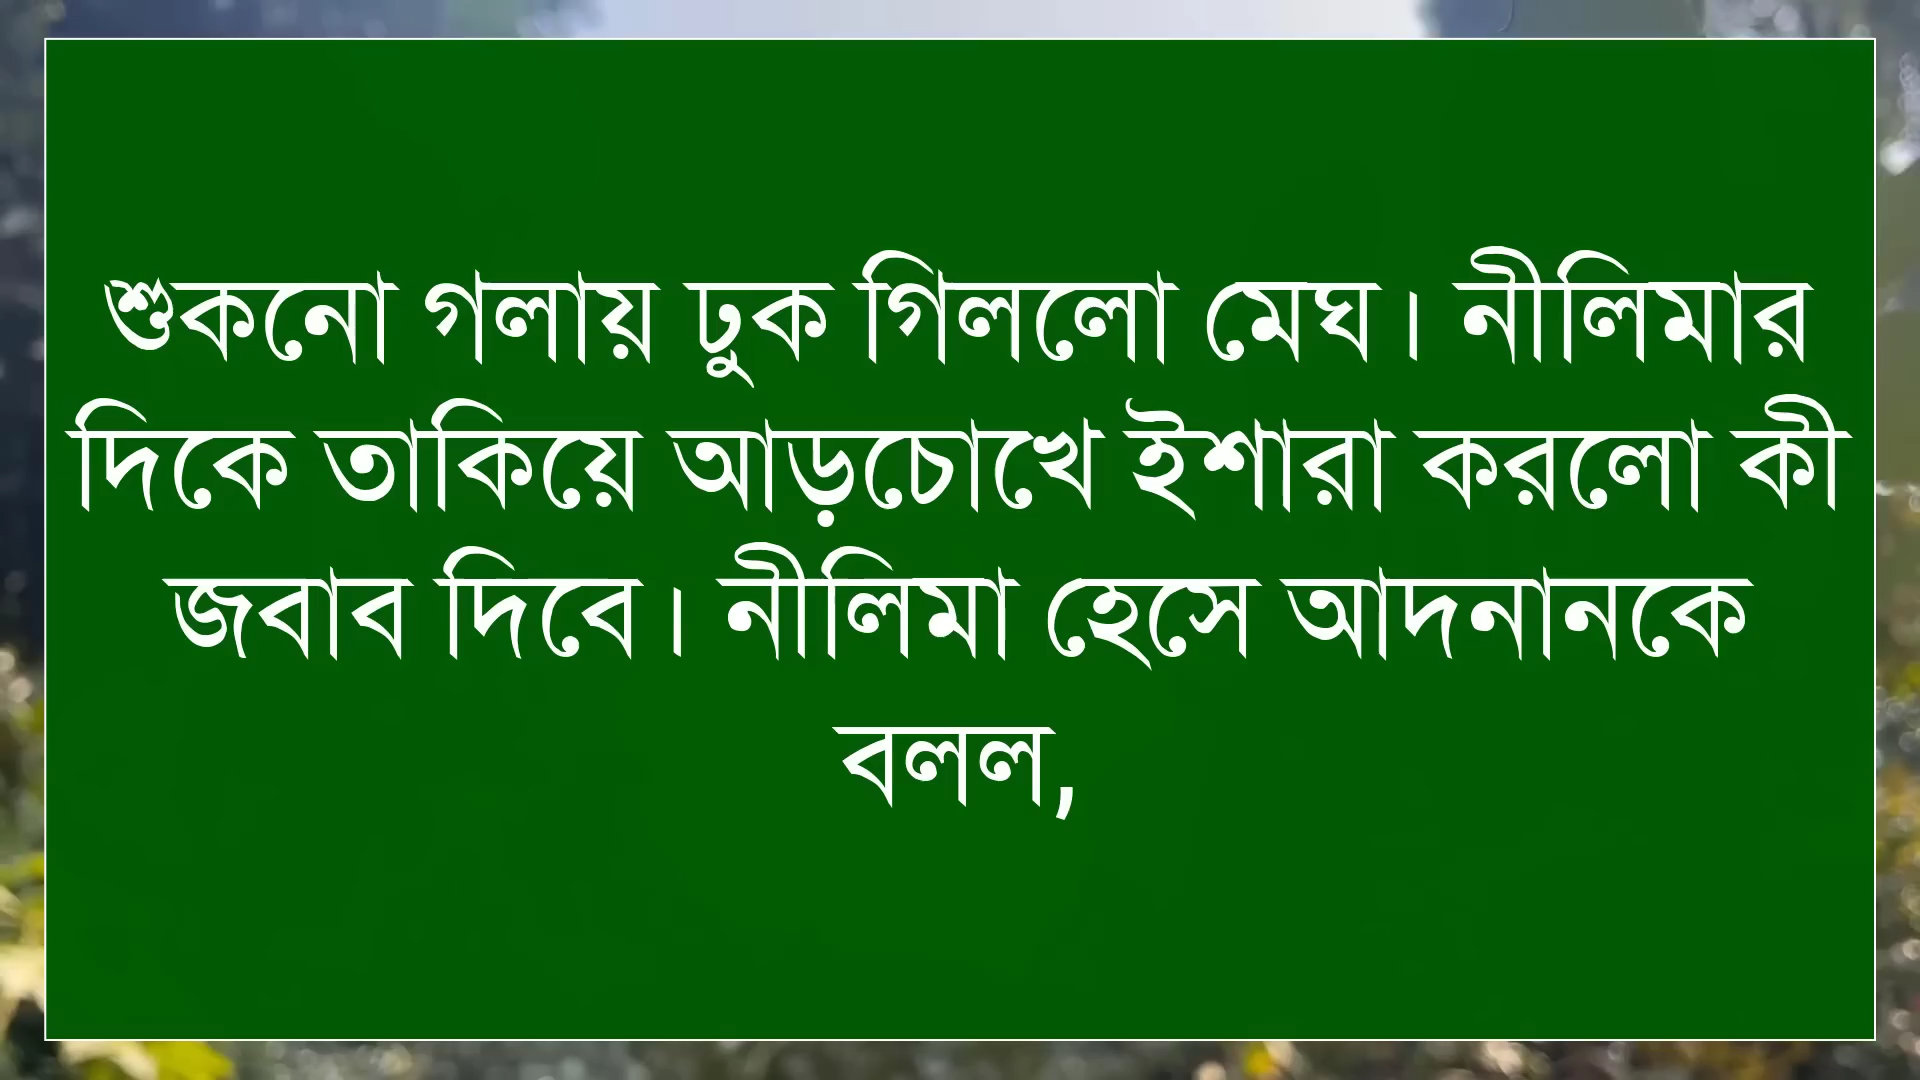 শুকনো গলায় ঢুক গিললো মেঘ। নীলিমার
দিকে তাকিয়ে আড়চোখে ইশারা করলো কী
জবাব দিবে। নীলিমা হেসে আদনানকে
বলল,